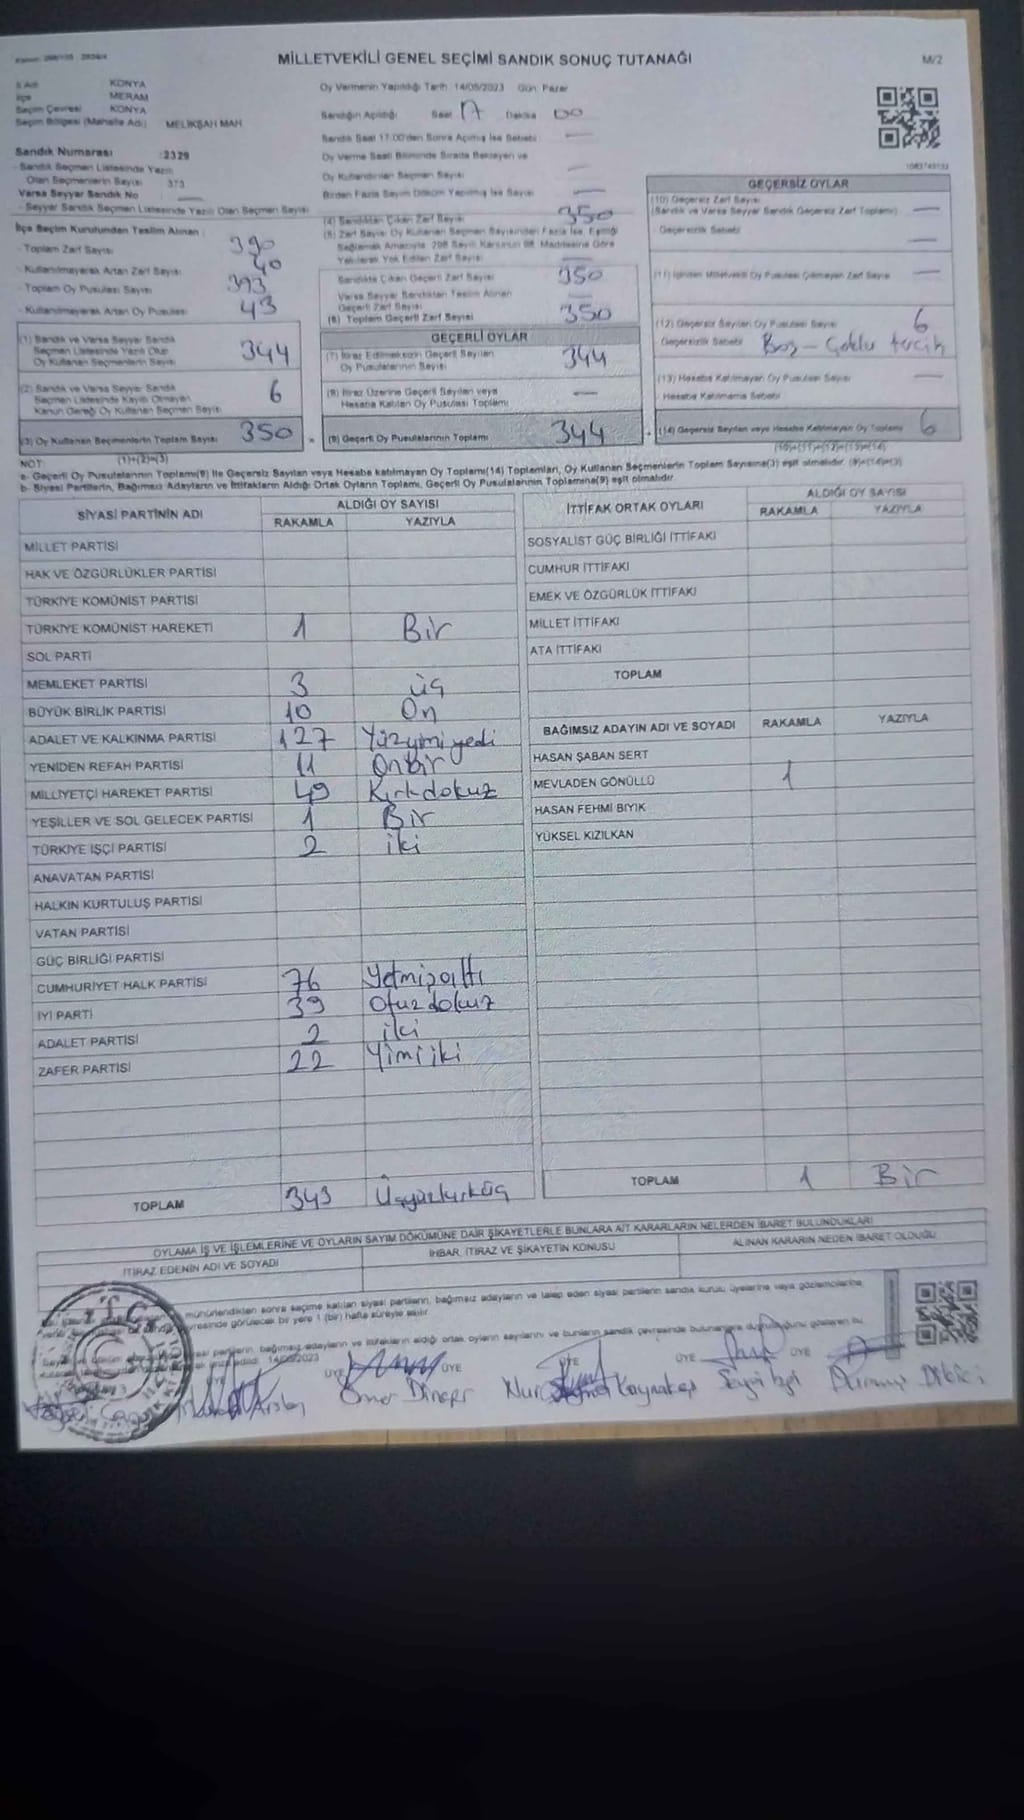 MİLLETVEKİLİ GENEL SEÇİMİ SANDIK SONUÇ TUTANAĞI
M/2
İl Adı KONYA
İlçe MERAM
Seçim Çevresi KONYA
Seçim Bölgesi (Mahalle Adı) MELİKŞAH MAH
Sandık Numarası : 2329
- Sandık Seçmen Listesinde Yazılı
Olan Seçmenlerin Sayısı 373
Varsa Seyyar Sandık No
- Seyyar Sandık Seçmen Listesinde Yazılı Olan Seçmen Sayısı
Oy Vermenin Yapıldığı Tarih : 14/05/2023 Gün: Pazar
Sandığın Açıldığı Saat 17 Dakika 00
Sandık Saat 17:00'den Sonra Açılmış İse Sebebi :
Oy Verme Saati Bitiminde Sırada Bekleyen ve
Oy Kullandırılan Seçmen Sayısı
Birden Fazla Sayım Döküm Yapılmış İse Sayısı
İlçe Seçim Kurulundan Teslim Alınan :
- Toplam Zarf Sayısı 390
- Kullanılmayarak Artan Zarf Sayısı 40
- Toplam Oy Pusulası Sayısı 393
- Kullanılmayarak Artan Oy Pusulası 43
(1) Sandık ve Varsa Seyyar Sandık
Seçmen Listesinde Yazılı Olup
Oy Kullanan Seçmenlerin Sayısı 344
(2) Sandık ve Varsa Seyyar Sandık
Seçmen Listesinde Kayıtlı Olmayan
Kanun Gereği Oy Kullanan Seçmen Sayısı 6
(3) Oy Kullanan Seçmenlerin Toplam Sayısı 350
(1)+(2)=(3)
(4) Sandıktan Çıkan Zarf Sayısı 350
(5) Zarf Sayısı Oy Kullanan Seçmen Sayısından Fazla İse, Eşitliği
Sağlamak Amacıyla 298 Sayılı Kanunun 98. Maddesine Göre
Yakılarak Yok Edilen Zarf Sayısı
Sandıkta Çıkan Geçerli Zarf Sayısı 350
Varsa Seyyar Sandıktan Teslim Alınan
Geçerli Zarf Sayısı
(6) Toplam Geçerli Zarf Sayısı 350
GEÇERLİ OYLAR
(7) İtiraz Edilmeksizin Geçerli Sayılan
Oy Pusulalarının Sayısı 344
(8) İtiraz Üzerine Geçerli Sayılan veya
Hesaba Katılan Oy Pusulası Toplamı
(9) Geçerli Oy Pusulalarının Toplamı 344
GEÇERSİZ OYLAR
(10) Geçersiz Zarf Sayısı
(Sandık ve Varsa Seyyar Sandık Geçersiz Zarf Toplamı)
Geçersizlik Sebebi
(11) İçinden Milletvekili Oy Pusulası Çıkmayan Zarf Sayısı
(12) Geçersiz Sayılan Oy Pusulası Sayısı 6
Geçersizlik Sebebi Boş - Çoklu tercih
(13) Hesaba Katılmayan Oy Pusulası Sayısı
- Hesaba Katılmama Sebebi
(14) Geçersiz Sayılan veya Hesaba Katılmayan Oy Toplamı 6
(10)+(11)+(12)+(13)=(14)
NOT:
a- Geçerli Oy Pusulalarının Toplamı(9) ile Geçersiz Sayılan veya Hesaba katılmayan Oy Toplamı(14) Toplamları, Oy Kullanan Seçmenlerin Toplam Sayısına(3) eşit olmalıdır. (9)+(14)=(3)
b- Siyasi Partilerin, Bağımsız Adayların ve İttifakların Aldığı Ortak Oyların Toplamı, Geçerli Oy Pusulalarının Toplamına(9) eşit olmalıdır.
SİYASİ PARTİNİN ADI ALDIĞI OY SAYISI
RAKAMLA YAZIYLA
MİLLET PARTİSİ
HAK VE ÖZGÜRLÜKLER PARTİSİ
TÜRKİYE KOMÜNİST PARTİSİ
TÜRKİYE KOMÜNİST HAREKETİ 1 Bir
SOL PARTİ
MEMLEKET PARTİSİ 3 üç
BÜYÜK BİRLİK PARTİSİ 10 On
ADALET VE KALKINMA PARTİSİ 127 Yüzyimiyedi
YENİDEN REFAH PARTİSİ 11 Onbir
MİLLİYETÇİ HAREKET PARTİSİ 49 Kırkdokuz
YEŞİLLER VE SOL GELECEK PARTİSİ 1 Bir
TÜRKİYE İŞÇİ PARTİSİ 2 iki
ANAVATAN PARTİSİ
HALKIN KURTULUŞ PARTİSİ
VATAN PARTİSİ
GÜÇ BİRLİĞİ PARTİSİ
CUMHURİYET HALK PARTİSİ 76 Yetmişaltı
İYİ PARTİ 39 Otuzdokuz
ADALET PARTİSİ 2 iki
ZAFER PARTİSİ 22 Yimiiki
TOPLAM 343 Üçyüzkırküç
İTTİFAK ORTAK OYLARI ALDIĞI OY SAYISI
RAKAMLA YAZIYLA
SOSYALİST GÜÇ BİRLİĞİ İTTİFAKI
CUMHUR İTTİFAKI
EMEK VE ÖZGÜRLÜK İTTİFAKI
MİLLET İTTİFAKI
ATA İTTİFAKI
TOPLAM
BAĞIMSIZ ADAYIN ADI VE SOYADI RAKAMLA YAZIYLA
HASAN ŞABAN SERT
MEVLADEN GÖNÜLLÜ 1
HASAN FEHMİ BIYIK
YÜKSEL KIZILKAN
TOPLAM 1 Bir
OYLAMA İŞ VE İŞLEMLERİNE VE OYLARIN SAYIM DÖKÜMÜNE DAİR ŞİKAYETLERLE BUNLARA AİT KARARLARIN NELERDEN İBARET BULUNDUKLARI
İTİRAZ EDENİN ADI VE SOYADI İHBAR, İTİRAZ VE ŞİKAYETİN KONUSU ALINAN KARARIN NEDEN İBARET OLDUĞU
mühürlendikten sonra seçime katılan siyasi partilerin, bağımsız adayların ve talep eden siyasi partilerin sandık kurulu üyelerine veya gözlemcilerine
çevresinde görülecek bir yere 1 (bir) hafta süreyle asılır.
partilerin, bağımsız adayların ve ittifakların aldığı ortak oyların sayılarını ve bunların sandık çevresinde bulunanlara duyurulduğunu gösteren bu
14/05/2023
ÜYE ÜYE ÜYE ÜYE
Ömer Dinçer